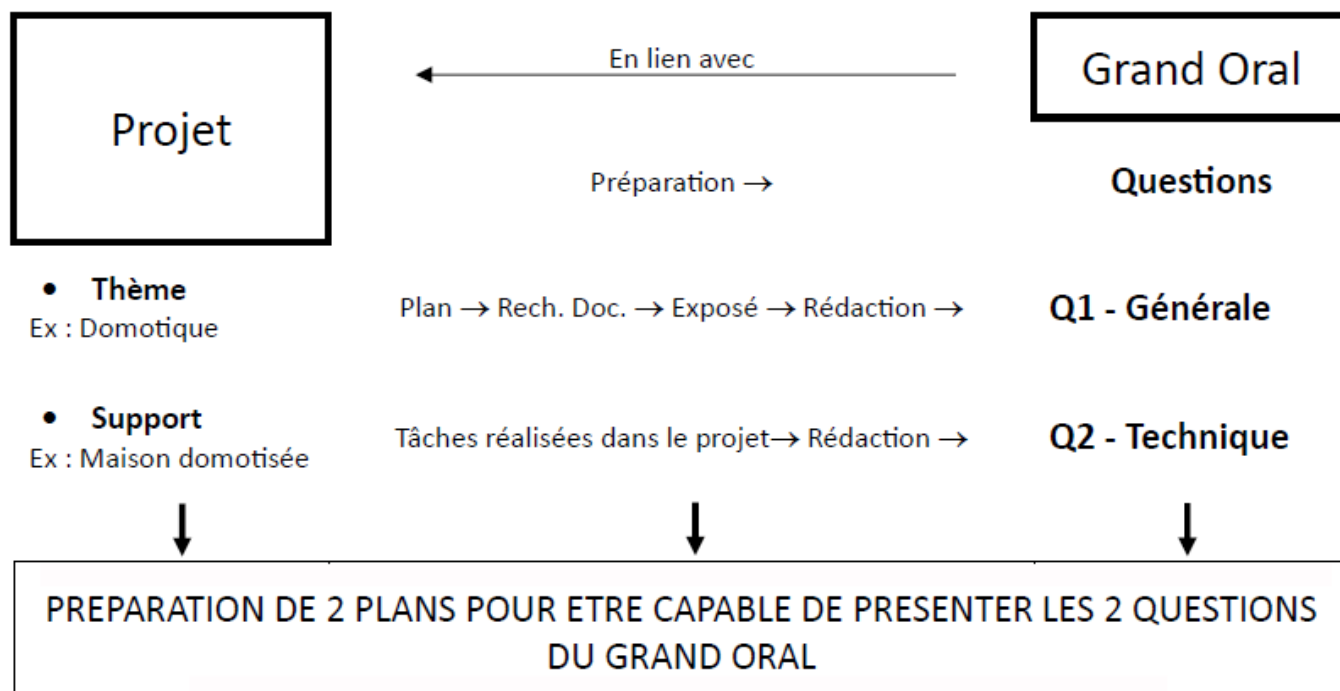 En lien avec
Projet
Grand Oral
Préparation →
Questions
• Thème
Ex : Domotique
Plan → Rech. Doc. → Exposé → Rédaction →
Q1 - Générale
• Support
Ex : Maison domotisée
Tâches réalisées dans le projet→ Rédaction →
Q2 - Technique
PREPARATION DE 2 PLANS POUR ETRE CAPABLE DE PRESENTER LES 2 QUESTIONS
DU GRAND ORAL